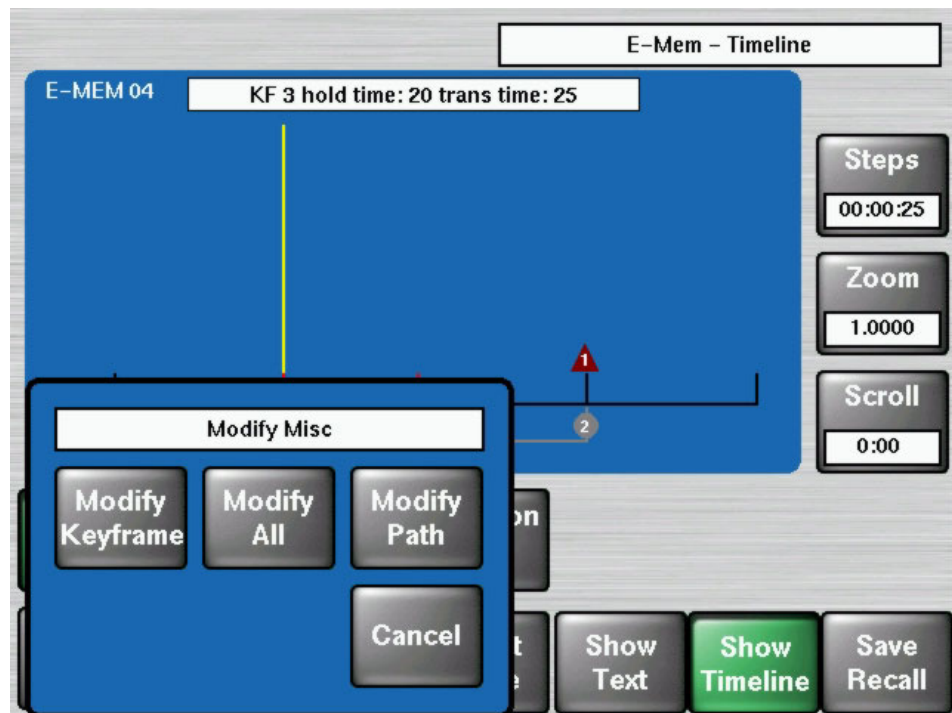 E-Mem - Timeline
E-MEM 04
KF 3 hold time: 20 trans time: 25
Steps
00:00:25
Zoom
1.0000
1
Scroll
0:00
2
Modify Misc
Modify
Keyframe
Modify
All
Modify
Path
on
Cancel
t
Show
Text
Show
Timeline
Save
Recall